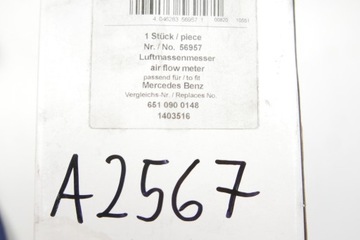 1 Stück / piece
Nr. / No. 56957
Luftmassenmesser
air flow meter
passend für / to fit
Mercedes Benz
Vergleichs-Nr. / Replaces No.
651 090 0148
1403516
A2567